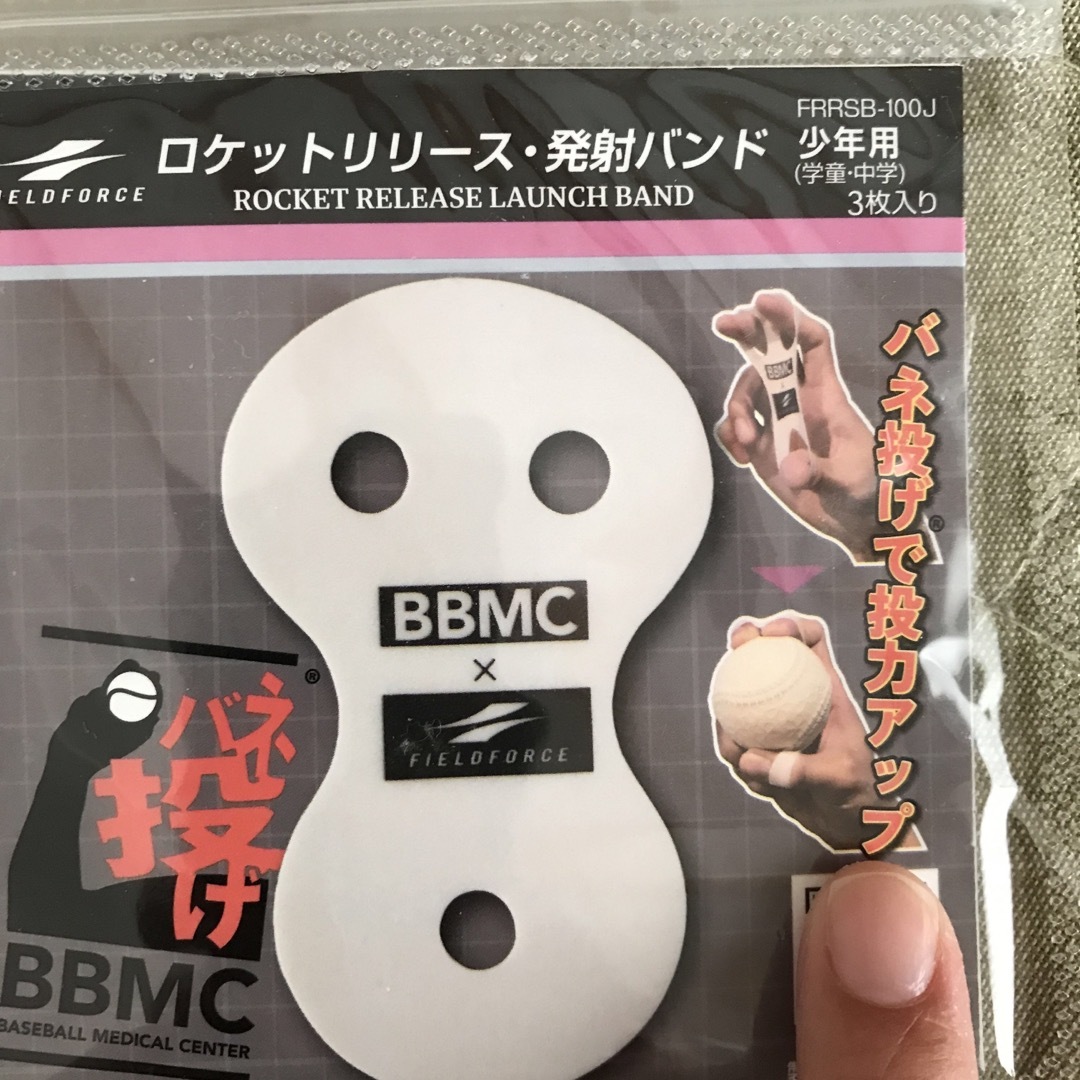 FRRSB-100J
ロケットリリース・発射バンド
少年用
(学童・中学)
3枚入り
ROCKET RELEASE LAUNCH BAND
IELDFORCE
バネ投げ®で投力アップ
BBMC
×
FIELDFORCE
BBMC
×
FIELDFORCE
バネ®
投げ
BBMC
BASEBALL MEDICAL CENTER